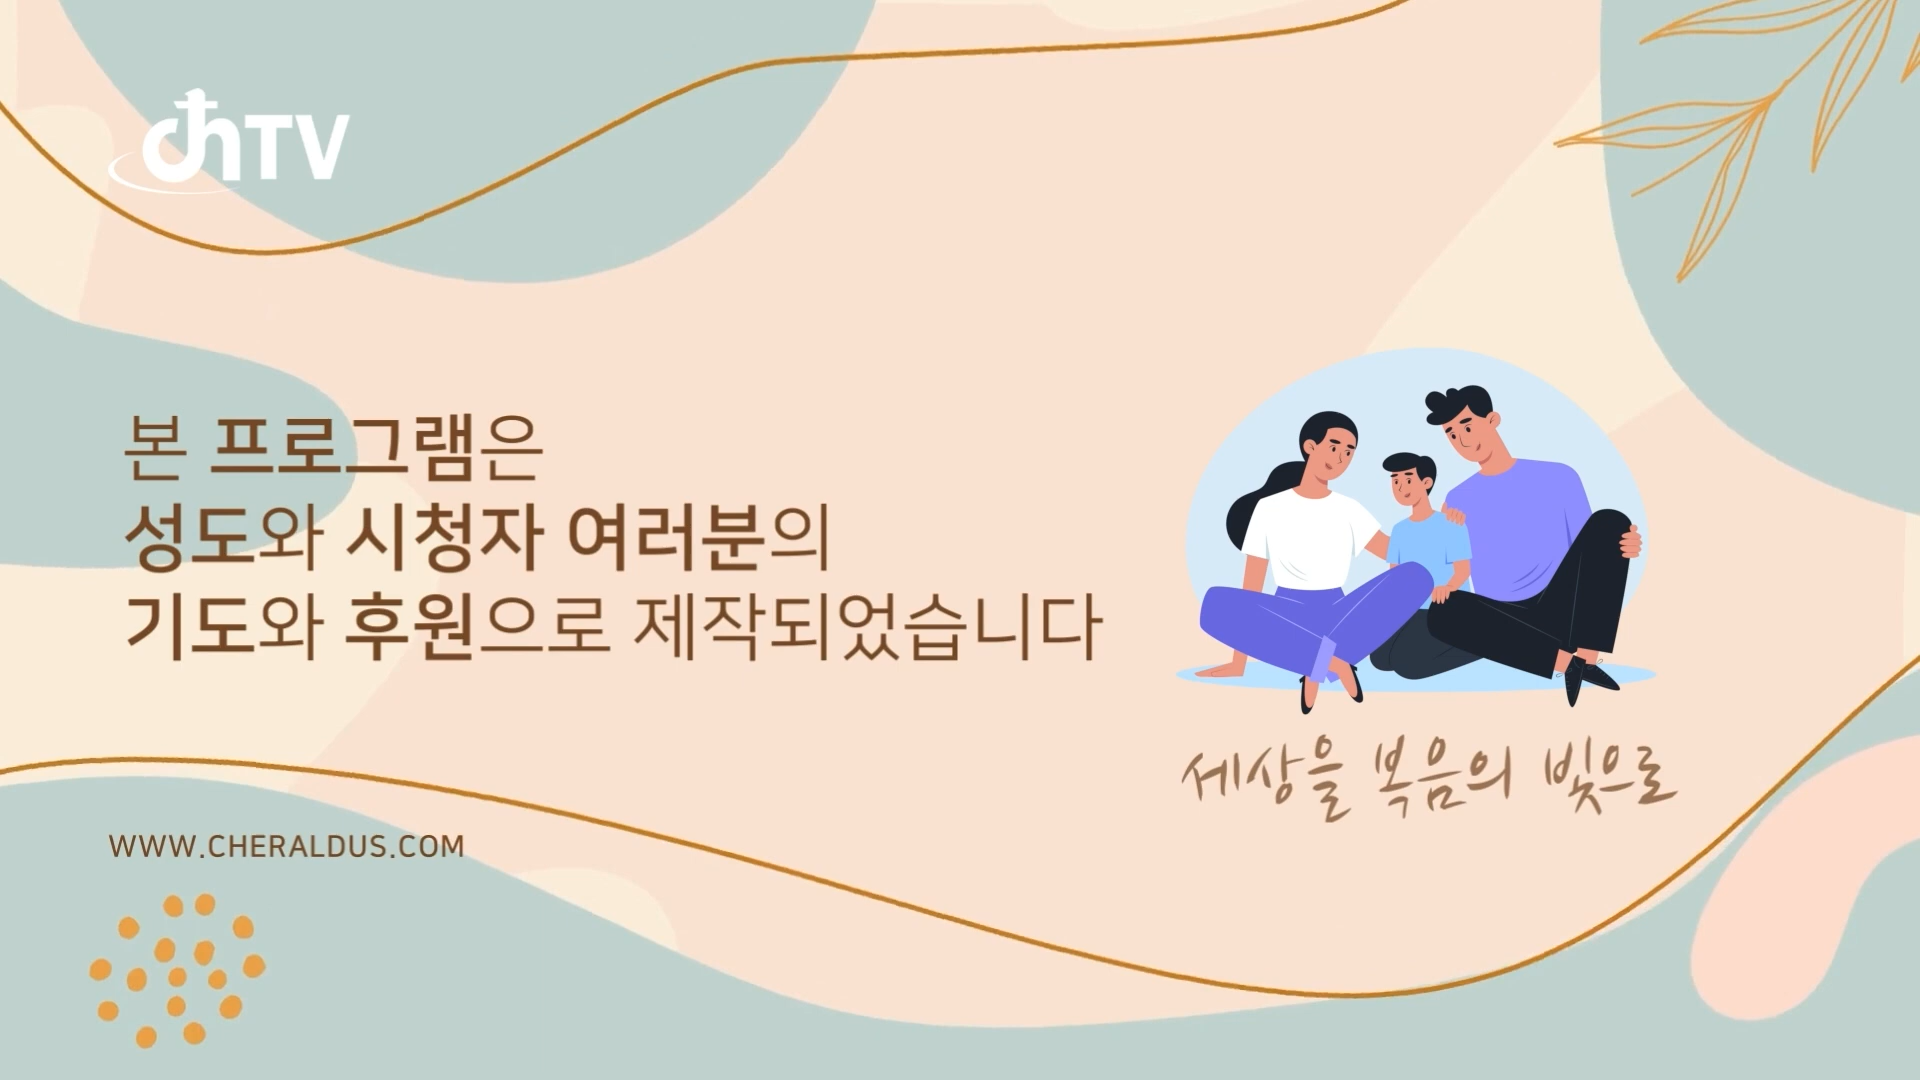 chTV
본 프로그램은
성도와 시청자 여러분의
기도와 후원으로 제작되었습니다
세상을 복음의 빛으로
WWW.CHERALDUS.COM